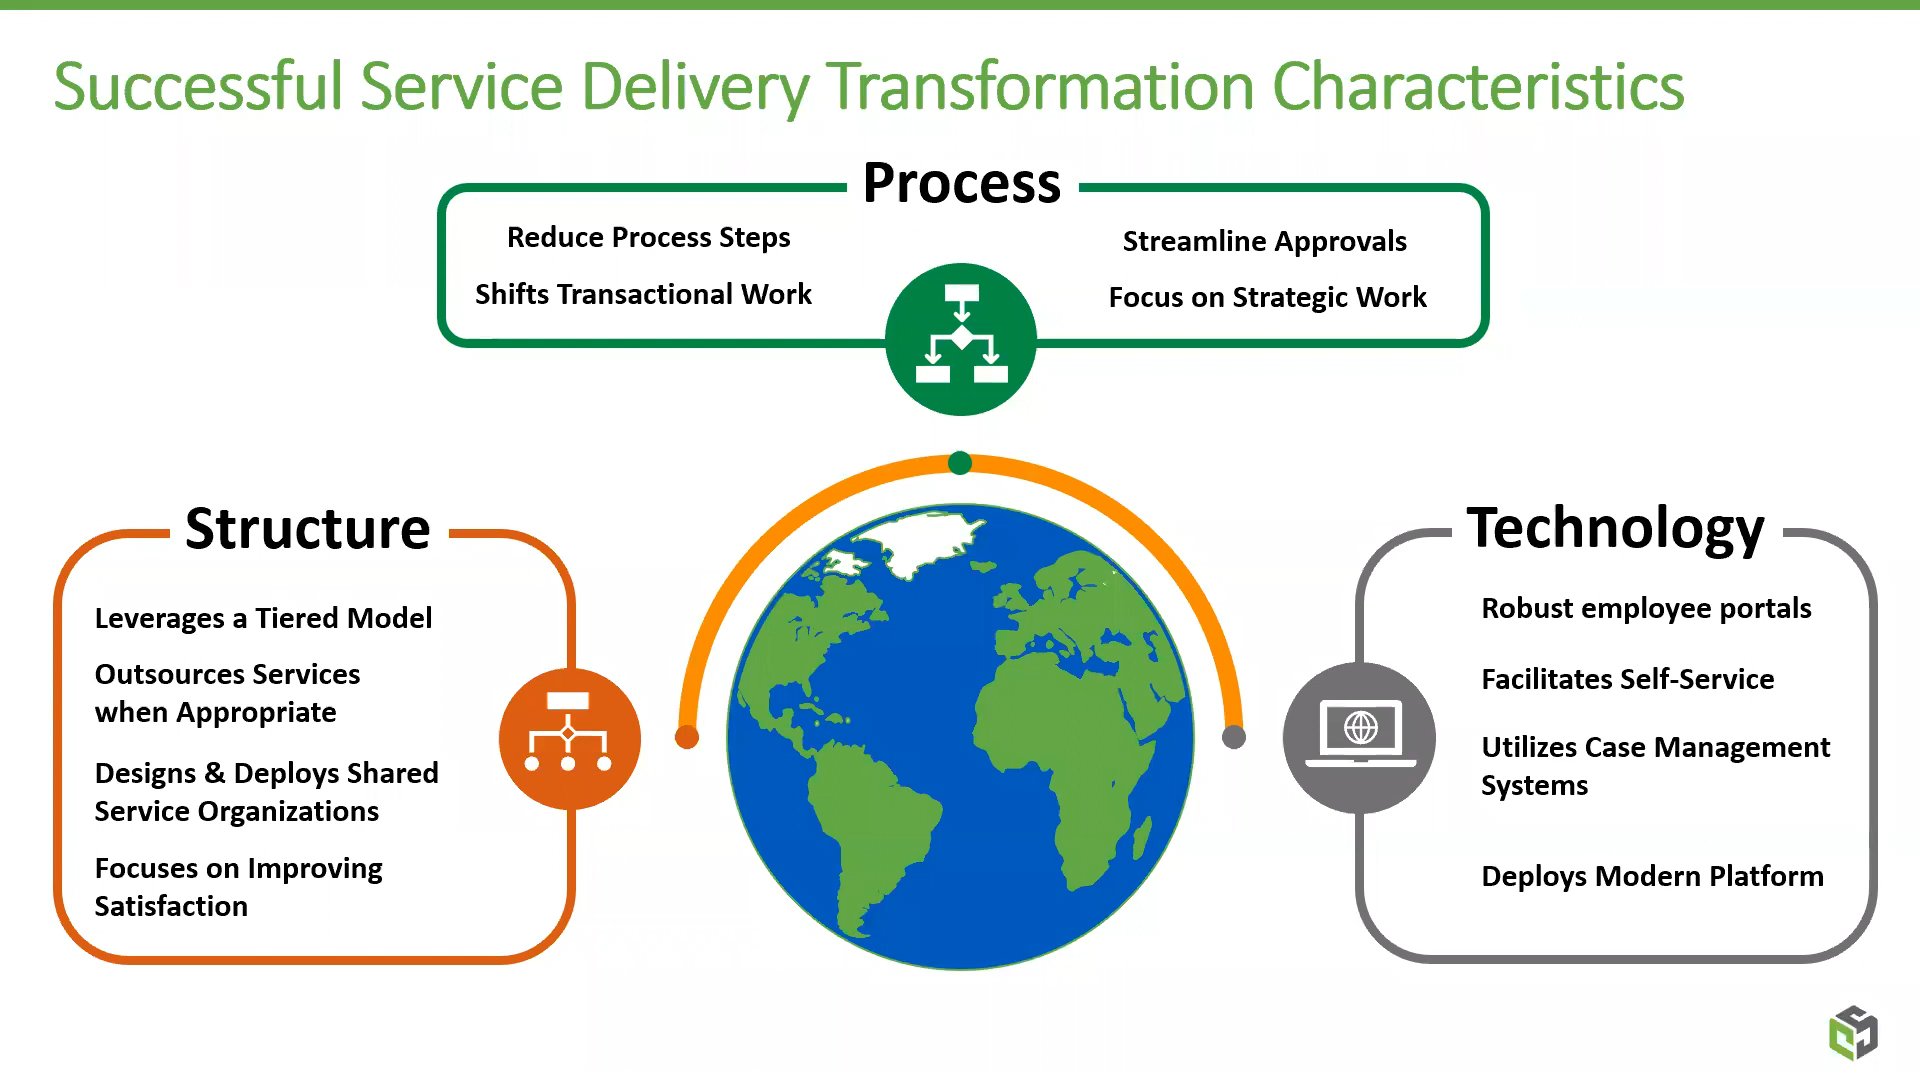 Successful Service Delivery Transformation Characteristics
Process
Reduce Process Steps
Shifts Transactional Work
Streamline Approvals
Focus on Strategic Work
Structure
Leverages a Tiered Model
Outsources Services
when Appropriate
Designs & Deploys Shared
Service Organizations
Focuses on Improving
Satisfaction
Technology
Robust employee portals
Facilitates Self-Service
Utilizes Case Management
Systems
Deploys Modern Platform